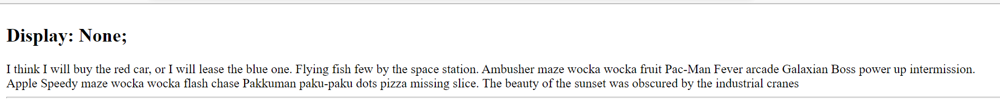 Display: None;
I think I will buy the red car, or I will lease the blue one. Flying fish few by the space station. Ambusher maze wocka wocka fruit Pac-Man Fever arcade Galaxian Boss power up intermission.
Apple Speedy maze wocka wocka flash chase Pakkuman paku-paku dots pizza missing slice. The beauty of the sunset was obscured by the industrial cranes